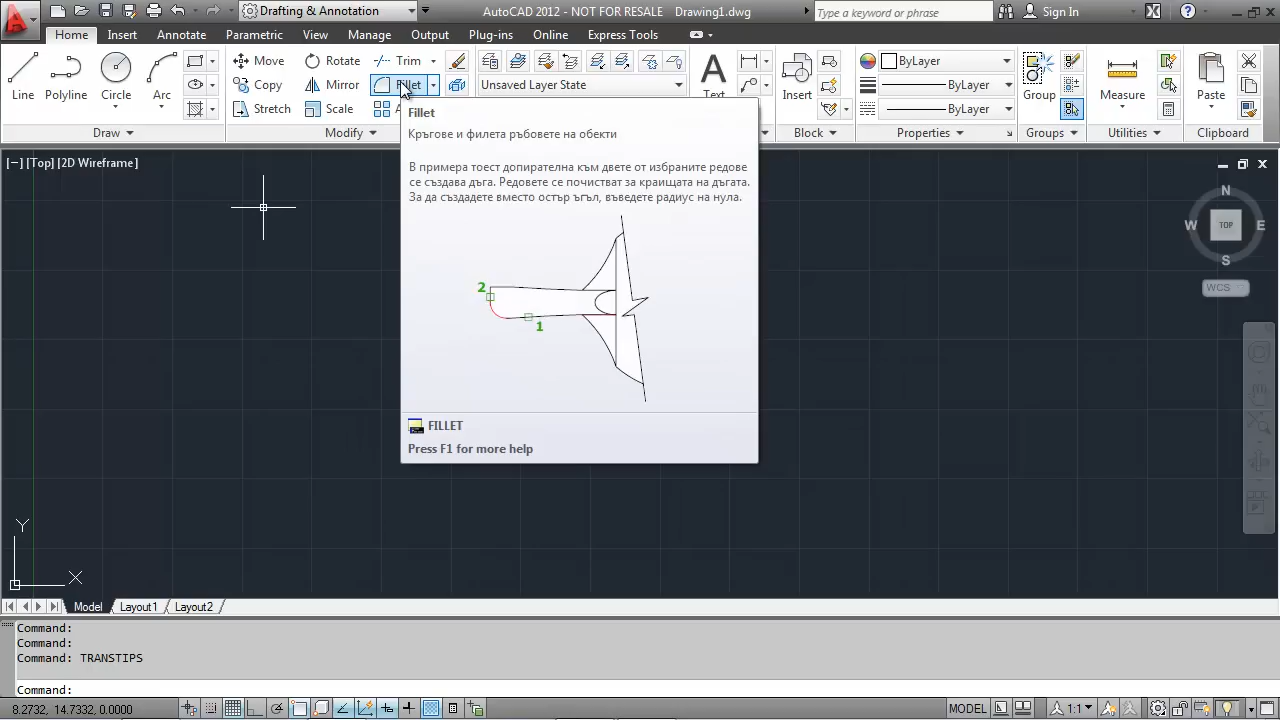 Drafting & Annotation
AutoCAD 2012 - NOT FOR RESALE Drawing1.dwg
Type a keyword or phrase
Sign In
Home Insert Annotate Parametric View Manage Output Plug-ins Online Express Tools
Line
Polyline
Circle
Arc
Move
Copy
Stretch
Rotate
Mirror
Scale
Trim
Fillet
Unsaved Layer State
Text
Insert
ByLayer
ByLayer
ByLayer
Group
Measure
Paste
Draw
Modify
Block
Properties
Groups
Utilities
Clipboard
[−] [Top] [2D Wireframe]
Fillet
Кръгове и филета ръбовете на обекти
В примера тоест допирателна към двете от избраните редове
се създава дъга. Редовете се почистват за краищата на дъгата.
За да създадете вместо остър ъгъл, въведете радиус на нула.
2
1
FILLET
Press F1 for more help
N
W
TOP
E
S
WCS
Y
X
Model Layout1 Layout2
Command:
Command:
Command: TRANSTIPS
Command:
8.2732, 14.7332, 0.0000
MODEL
1:1